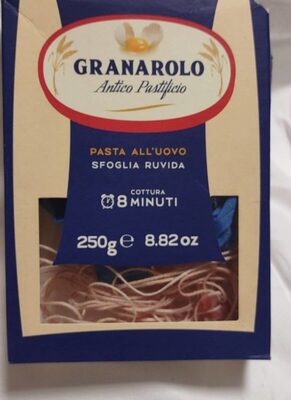 GRANAROLO
Antico Pastificio
PASTA ALL'UOVO
SFOGLIA RUVIDA
COTTURA
8 MINUTI
250g℮ 8.82oz